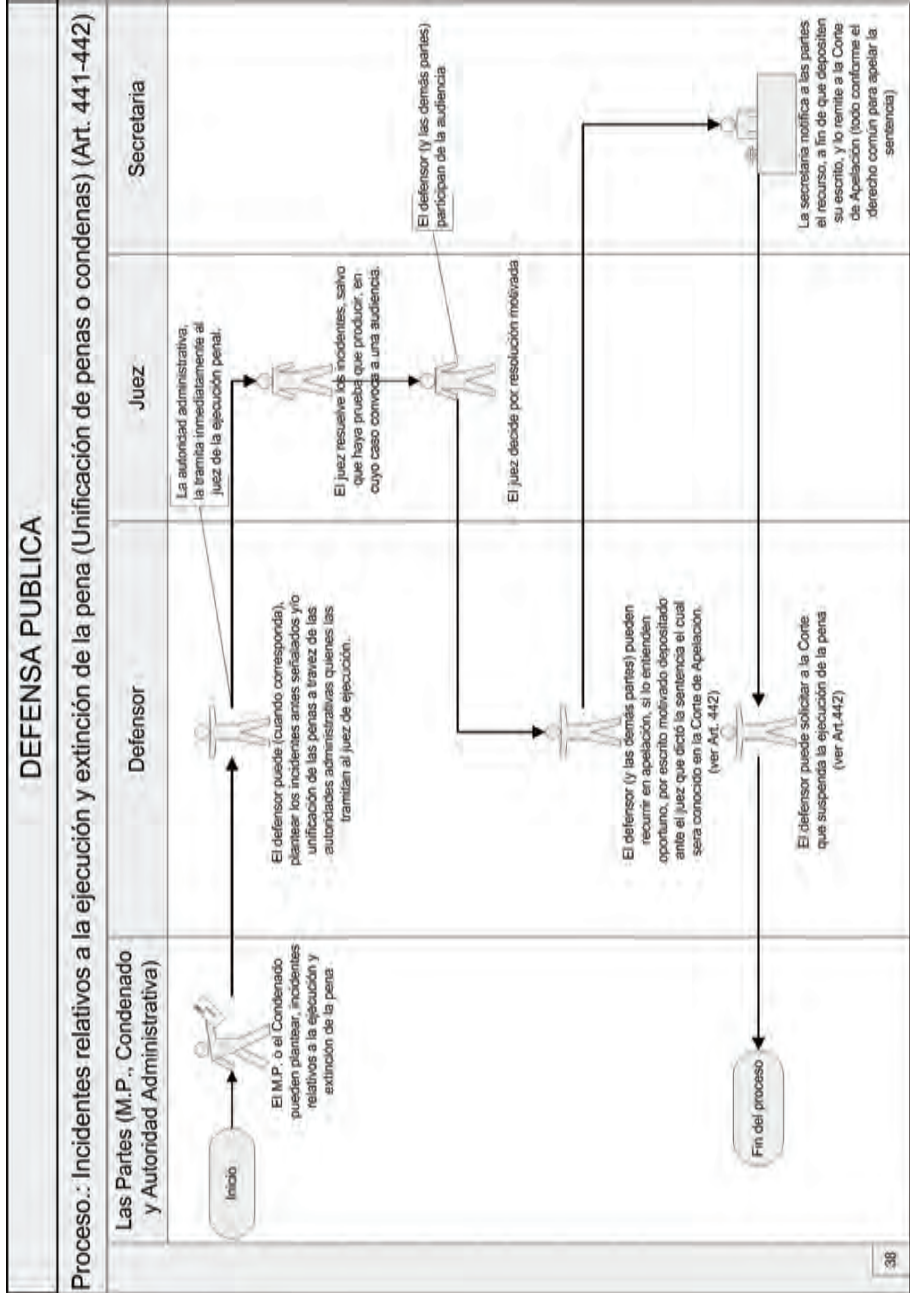 DEFENSA PUBLICA
Proceso.: Incidentes relativos a la ejecución y extinción de la pena (Unificación de penas o condenas) (Art. 441-442)
Las Partes (M.P., Condenado
y Autoridad Administrativa)
Defensor
Juez
Secretaria
Inicio
El M.P. o el Condenado
pueden plantear, incidentes
relativos a la ejecución y
extinción de la pena
El defensor puede (cuando corresponda),
plantear los incidentes antes señalados y/o
unificación de las penas a travez de las
autoridades administrativas quienes las
tramitan al juez de ejecución.
La autoridad administrativa,
la tramita inmediatamente al
juez de la ejecución penal.
El juez resuelve los incidentes, salvo
que haya prueba que producir, en
cuyo caso convoca a una audiencia.
El defensor (y las demás partes)
participan de la audiencia
El juez decide por resolución motivada
El defensor (y las demás partes) pueden
recurrir en apelación, si lo entienden
oportuno, por escrito motivado depositado
ante el juez que dictó la sentencia el cual
será conocido en la Corte de Apelación.
(ver Art. 442)
La secretaria notifica a las partes
el recurso, a fin de que depositen
su escrito, y lo remite a la Corte
de Apelación (todo conforme el
derecho común para apelar la
sentencia)
El defensor puede solicitar a la Corte
que suspenda la ejecución de la pena
(ver Art.442)
Fin del proceso
38